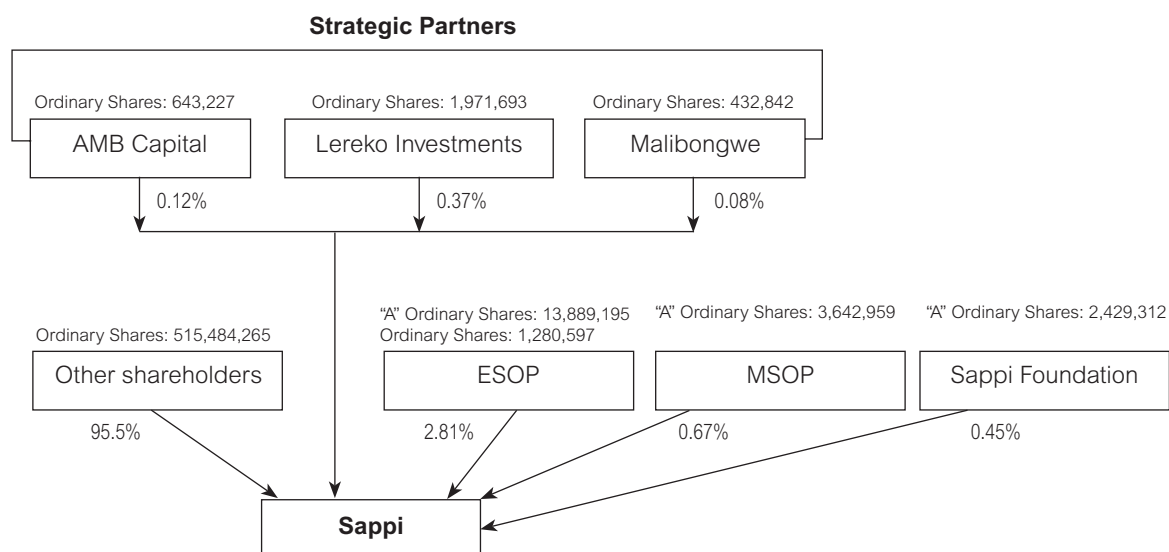 Strategic Partners
Ordinary Shares: 643,227
Ordinary Shares: 1,971,693
Ordinary Shares: 432,842
AMB Capital
Lereko Investments
Malibongwe
0.12%
0.37%
0.08%
Ordinary Shares: 515,484,265
“A” Ordinary Shares: 13,889,195
Ordinary Shares: 1,280,597
“A” Ordinary Shares: 3,642,959
“A” Ordinary Shares: 2,429,312
Other shareholders
ESOP
MSOP
Sappi Foundation
95.5%
2.81%
0.67%
0.45%
Sappi